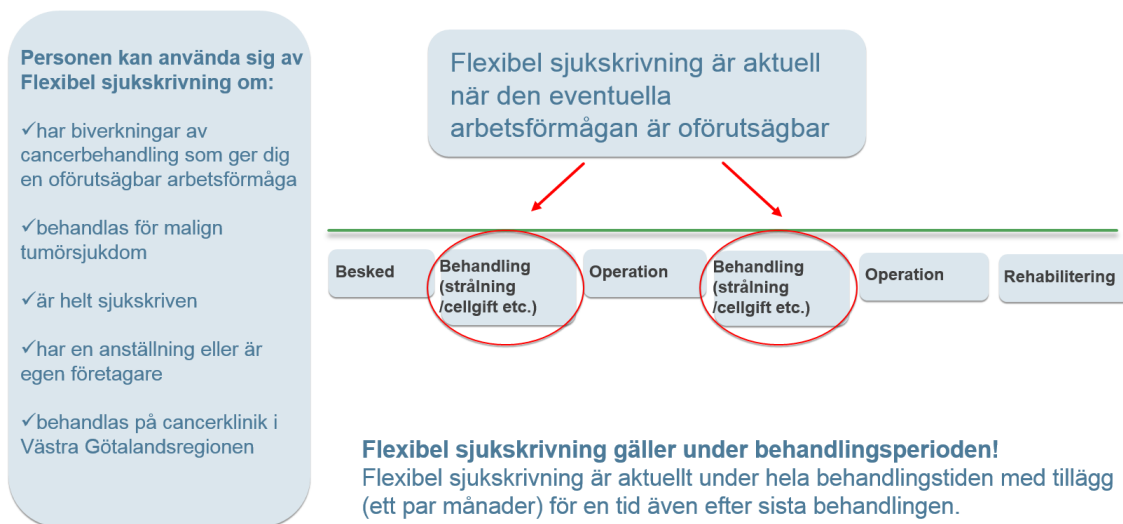 Personen kan använda sig av
Flexibel sjukskrivning om:
✓har biverkningar av
cancerbehandling som ger dig
en oförutsägbar arbetsförmåga
✓behandlas för malign
tumörsjukdom
✓är helt sjukskriven
✓har en anställning eller är
egen företagare
✓behandlas på cancerklinik i
Västra Götalandsregionen
Flexibel sjukskrivning är aktuell
när den eventuella
arbetsförmågan är oförutsägbar
Besked
Behandling
(strålning
/cellgift etc.)
Operation
Behandling
(strålning
/cellgift etc.)
Operation
Rehabilitering
Flexibel sjukskrivning gäller under behandlingsperioden!
Flexibel sjukskrivning är aktuellt under hela behandlingstiden med tillägg
(ett par månader) för en tid även efter sista behandlingen.